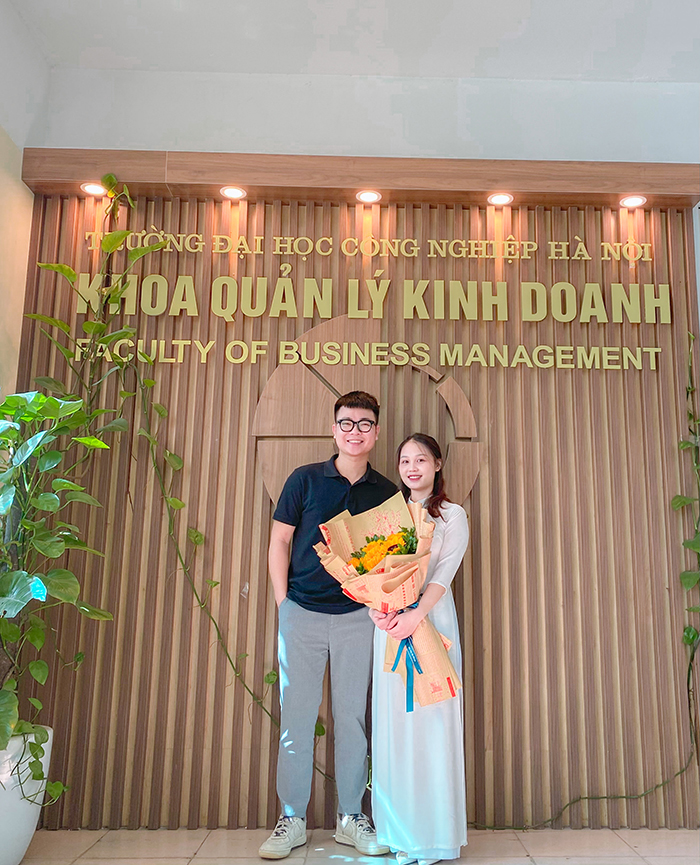 TRƯỜNG ĐẠI HỌC CÔNG NGHIỆP HÀ NỘI
KHOA QUẢN LÝ KINH DOANH
FACULTY OF BUSINESS MANAGEMENT